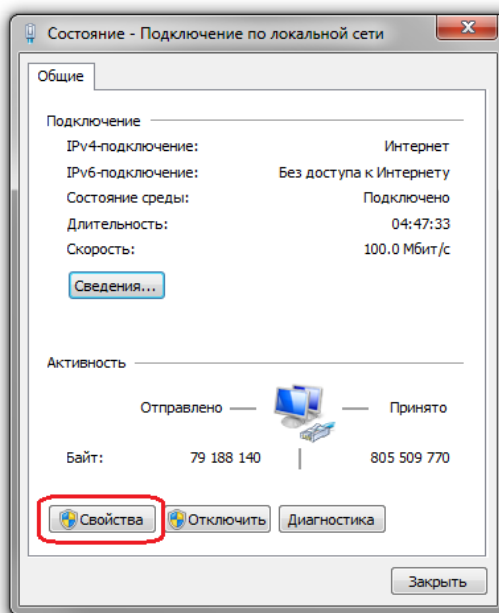 Состояние - Подключение по локальной сети
Общие
Подключение
IPv4-подключение: Интернет
IPv6-подключение: Без доступа к Интернету
Состояние среды: Подключено
Длительность: 04:47:33
Скорость: 100.0 Мбит/с
Сведения...
Активность
Отправлено — — Принято
Байт: 79 188 140 | 805 509 770
Свойства Отключить Диагностика
Закрыть